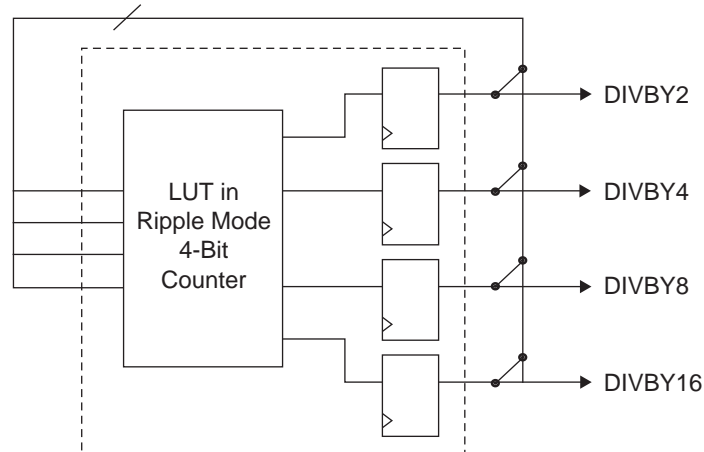 DIVBY2
LUT in
Ripple Mode
4-Bit
Counter
DIVBY4
DIVBY8
DIVBY16